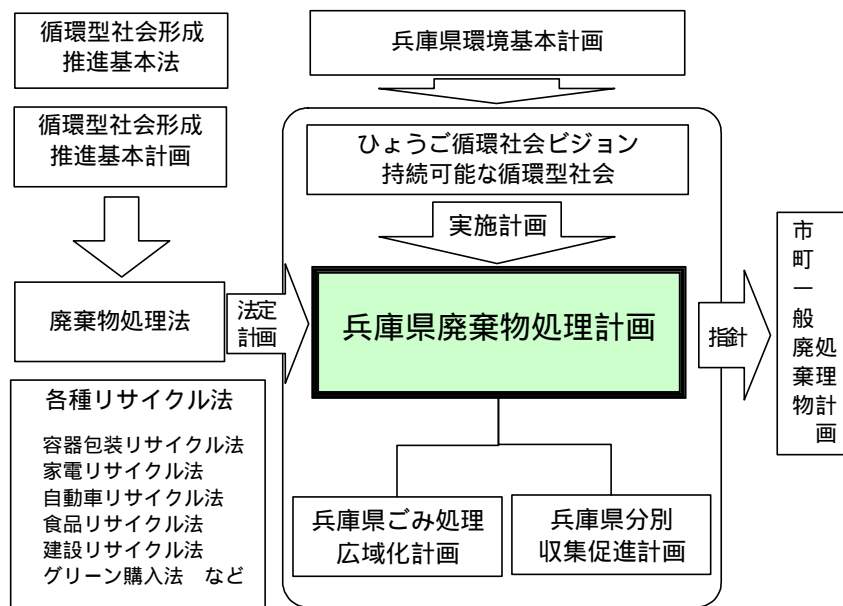 循環型社会形成
推進基本法
兵庫県環境基本計画
循環型社会形成
推進基本計画
ひょうご循環社会ビジョン
持続可能な循環型社会
実施計画
廃棄物処理法
法定
計画
兵庫県廃棄物処理計画
指針
市町一般廃棄物
処理計画
各種リサイクル法
容器包装リサイクル法
家電リサイクル法
自動車リサイクル法
食品リサイクル法
建設リサイクル法
グリーン購入法 など
兵庫県ごみ処理
広域化計画
兵庫県分別
収集促進計画